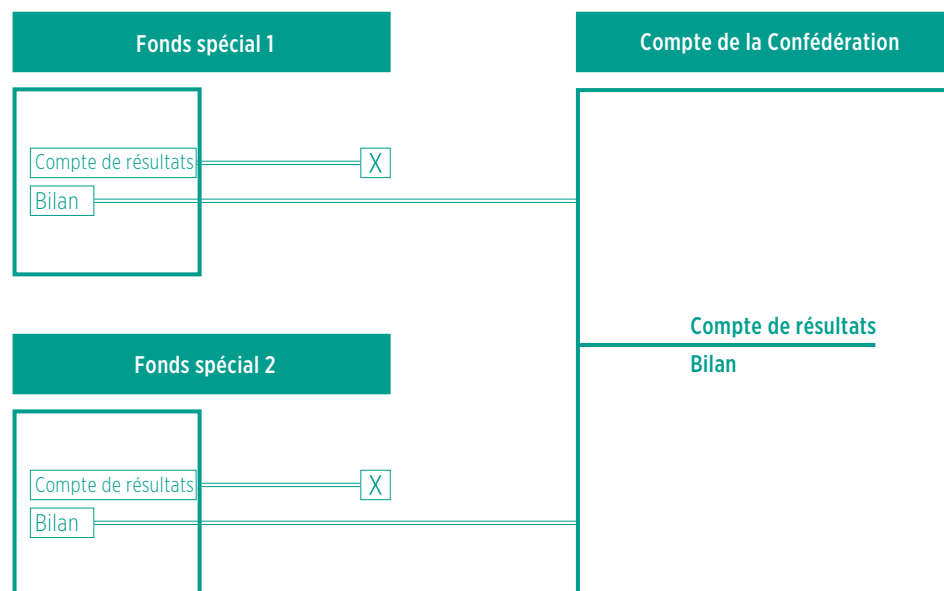 Fonds spécial 1
Compte de la Confédération
Compte de résultats
X
Bilan
Compte de résultats
Bilan
Fonds spécial 2
Compte de résultats
X
Bilan